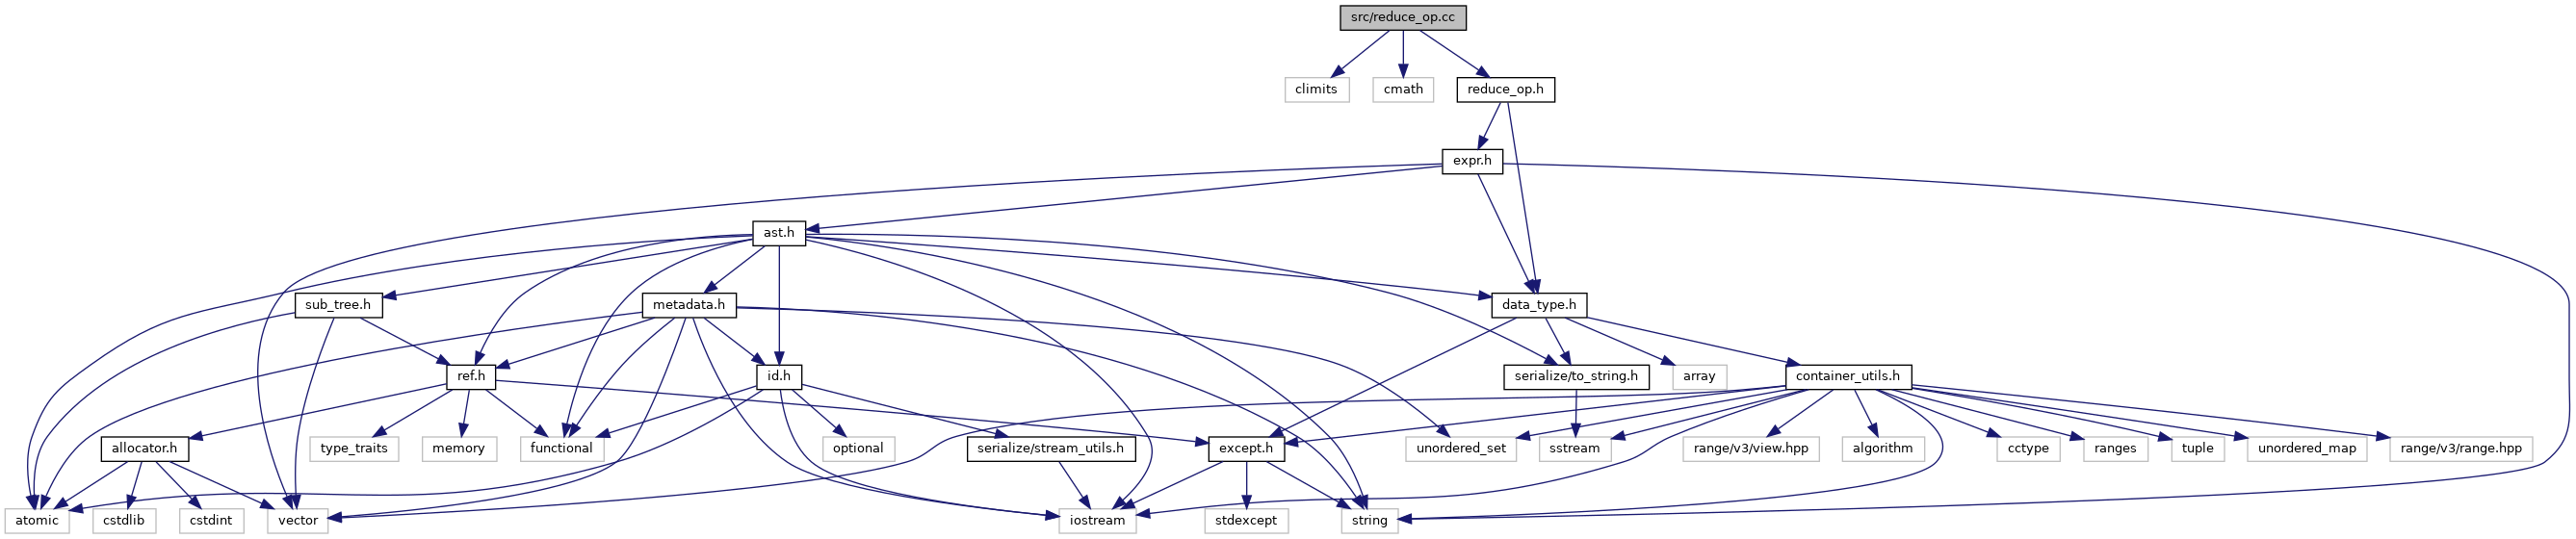 src/reduce_op.cc
climits
cmath
reduce_op.h
expr.h
ast.h
sub_tree.h
metadata.h
data_type.h
ref.h
id.h
serialize/to_string.h
array
container_utils.h
allocator.h
type_traits
memory
functional
optional
serialize/stream_utils.h
except.h
unordered_set
sstream
range/v3/view.hpp
algorithm
cctype
ranges
tuple
unordered_map
range/v3/range.hpp
atomic
cstdlib
cstdint
vector
iostream
stdexcept
string